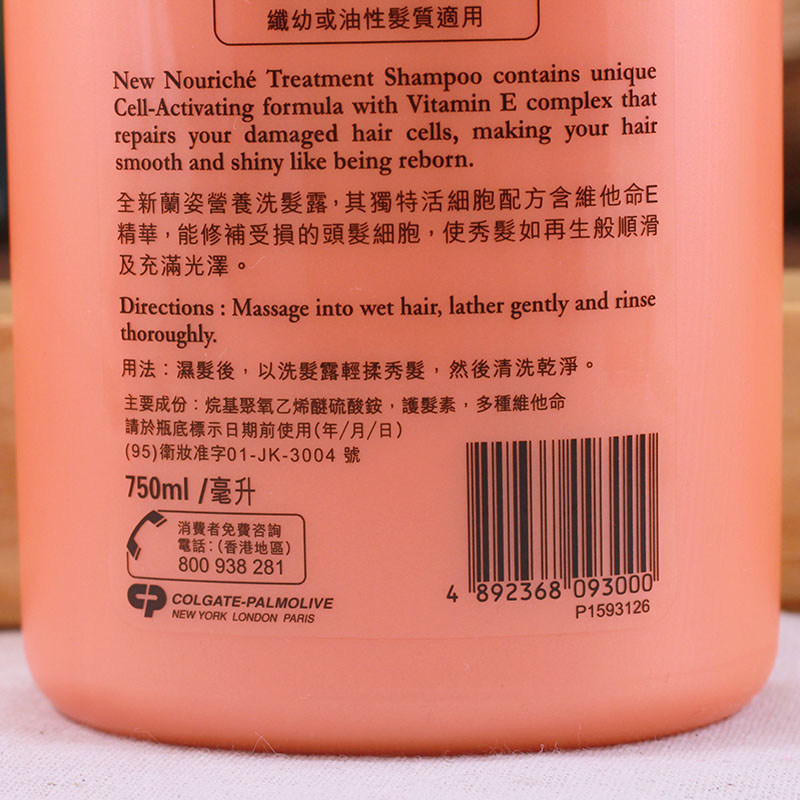 纖幼或油性髮質適用
New Nouriché Treatment Shampoo contains unique
Cell-Activating formula with Vitamin E complex that
repairs your damaged hair cells, making your hair
smooth and shiny like being reborn.
全新蘭姿營養洗髮露，其獨特活細胞配方含維他命E
精華，能修補受損的頭髮細胞，使秀髮如再生般順滑
及充滿光澤。
Directions : Massage into wet hair, lather gently and rinse
thoroughly.
用法：濕髮後，以洗髮露輕揉秀髮，然後清洗乾淨。
主要成份：烷基聚氧乙烯醚硫酸銨，護髮素，多種維他命
請於瓶底標示日期前使用(年/月/日)
(95)衛妝准字01-JK-3004 號
750ml /毫升
消費者免費咨詢
電話：(香港地區)
800 938 281
CP COLGATE-PALMOLIVE
NEW YORK LONDON PARIS
4 892368 093000
P1593126